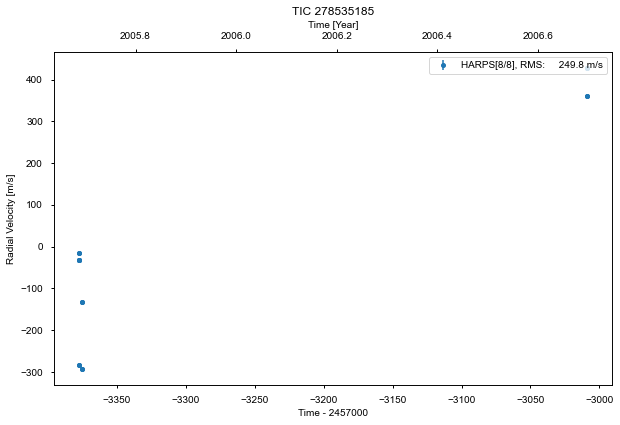 TIC 278535185
Time [Year]
2005.8 2006.0 2006.2 2006.4 2006.6
HARPS[8/8], RMS: 249.8 m/s
400
300
200
100
0
−100
−200
−300
Radial Velocity [m/s]
−3350 −3300 −3250 −3200 −3150 −3100 −3050 −3000
Time - 2457000